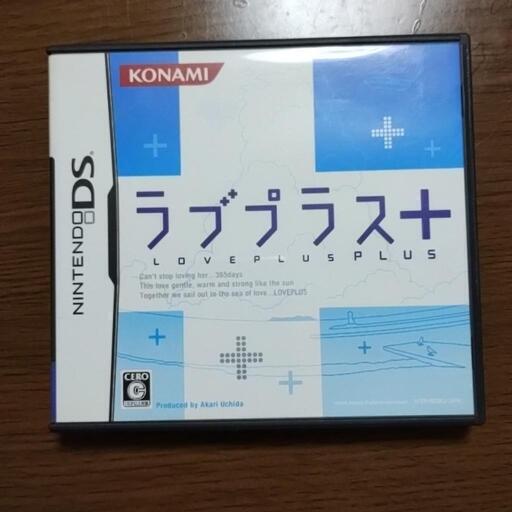 KONAMI
NINTENDO DS
ラブプラス+
LOVEPLUSPLUS
Can't stop loving her...365days
This love gentle, warm and strong like the sun
Together we sail out to the sea of love...LOVEPLUS
CERO
C
Produced by Akari Uchida